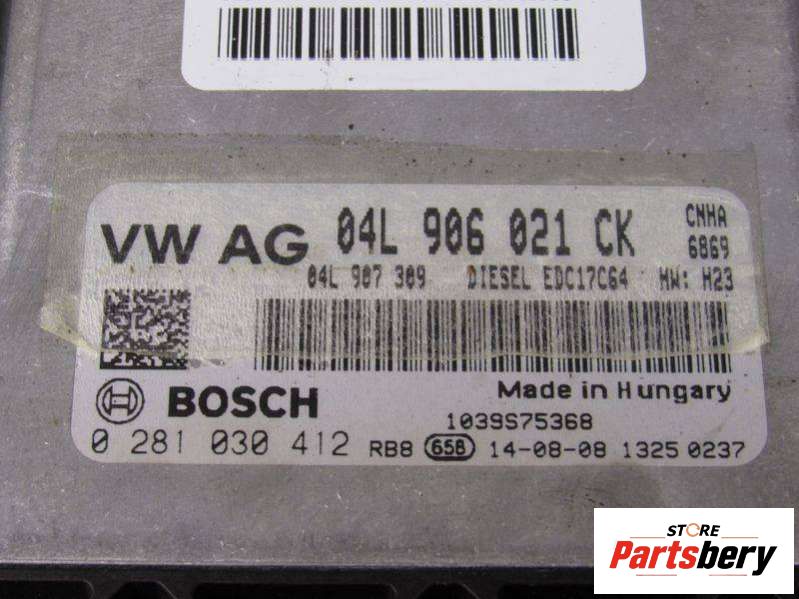 VW AG 04L 906 021 CK CNHA
6869
04L 907 309 DIESEL EDC17C64 HW: H23
BOSCH Made in Hungary
1039S75368
0 281 030 412 RB8 65B 14-08-08 1325 0237
STORE
Partsbery